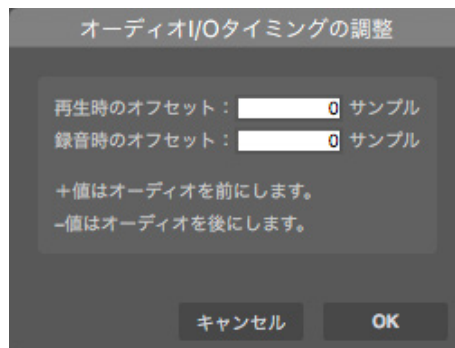 オーディオI/Oタイミングの調整
再生時のオフセット： 0 サンプル
録音時のオフセット： 0 サンプル
+値はオーディオを前にします。
–値はオーディオを後にします。
キャンセル OK